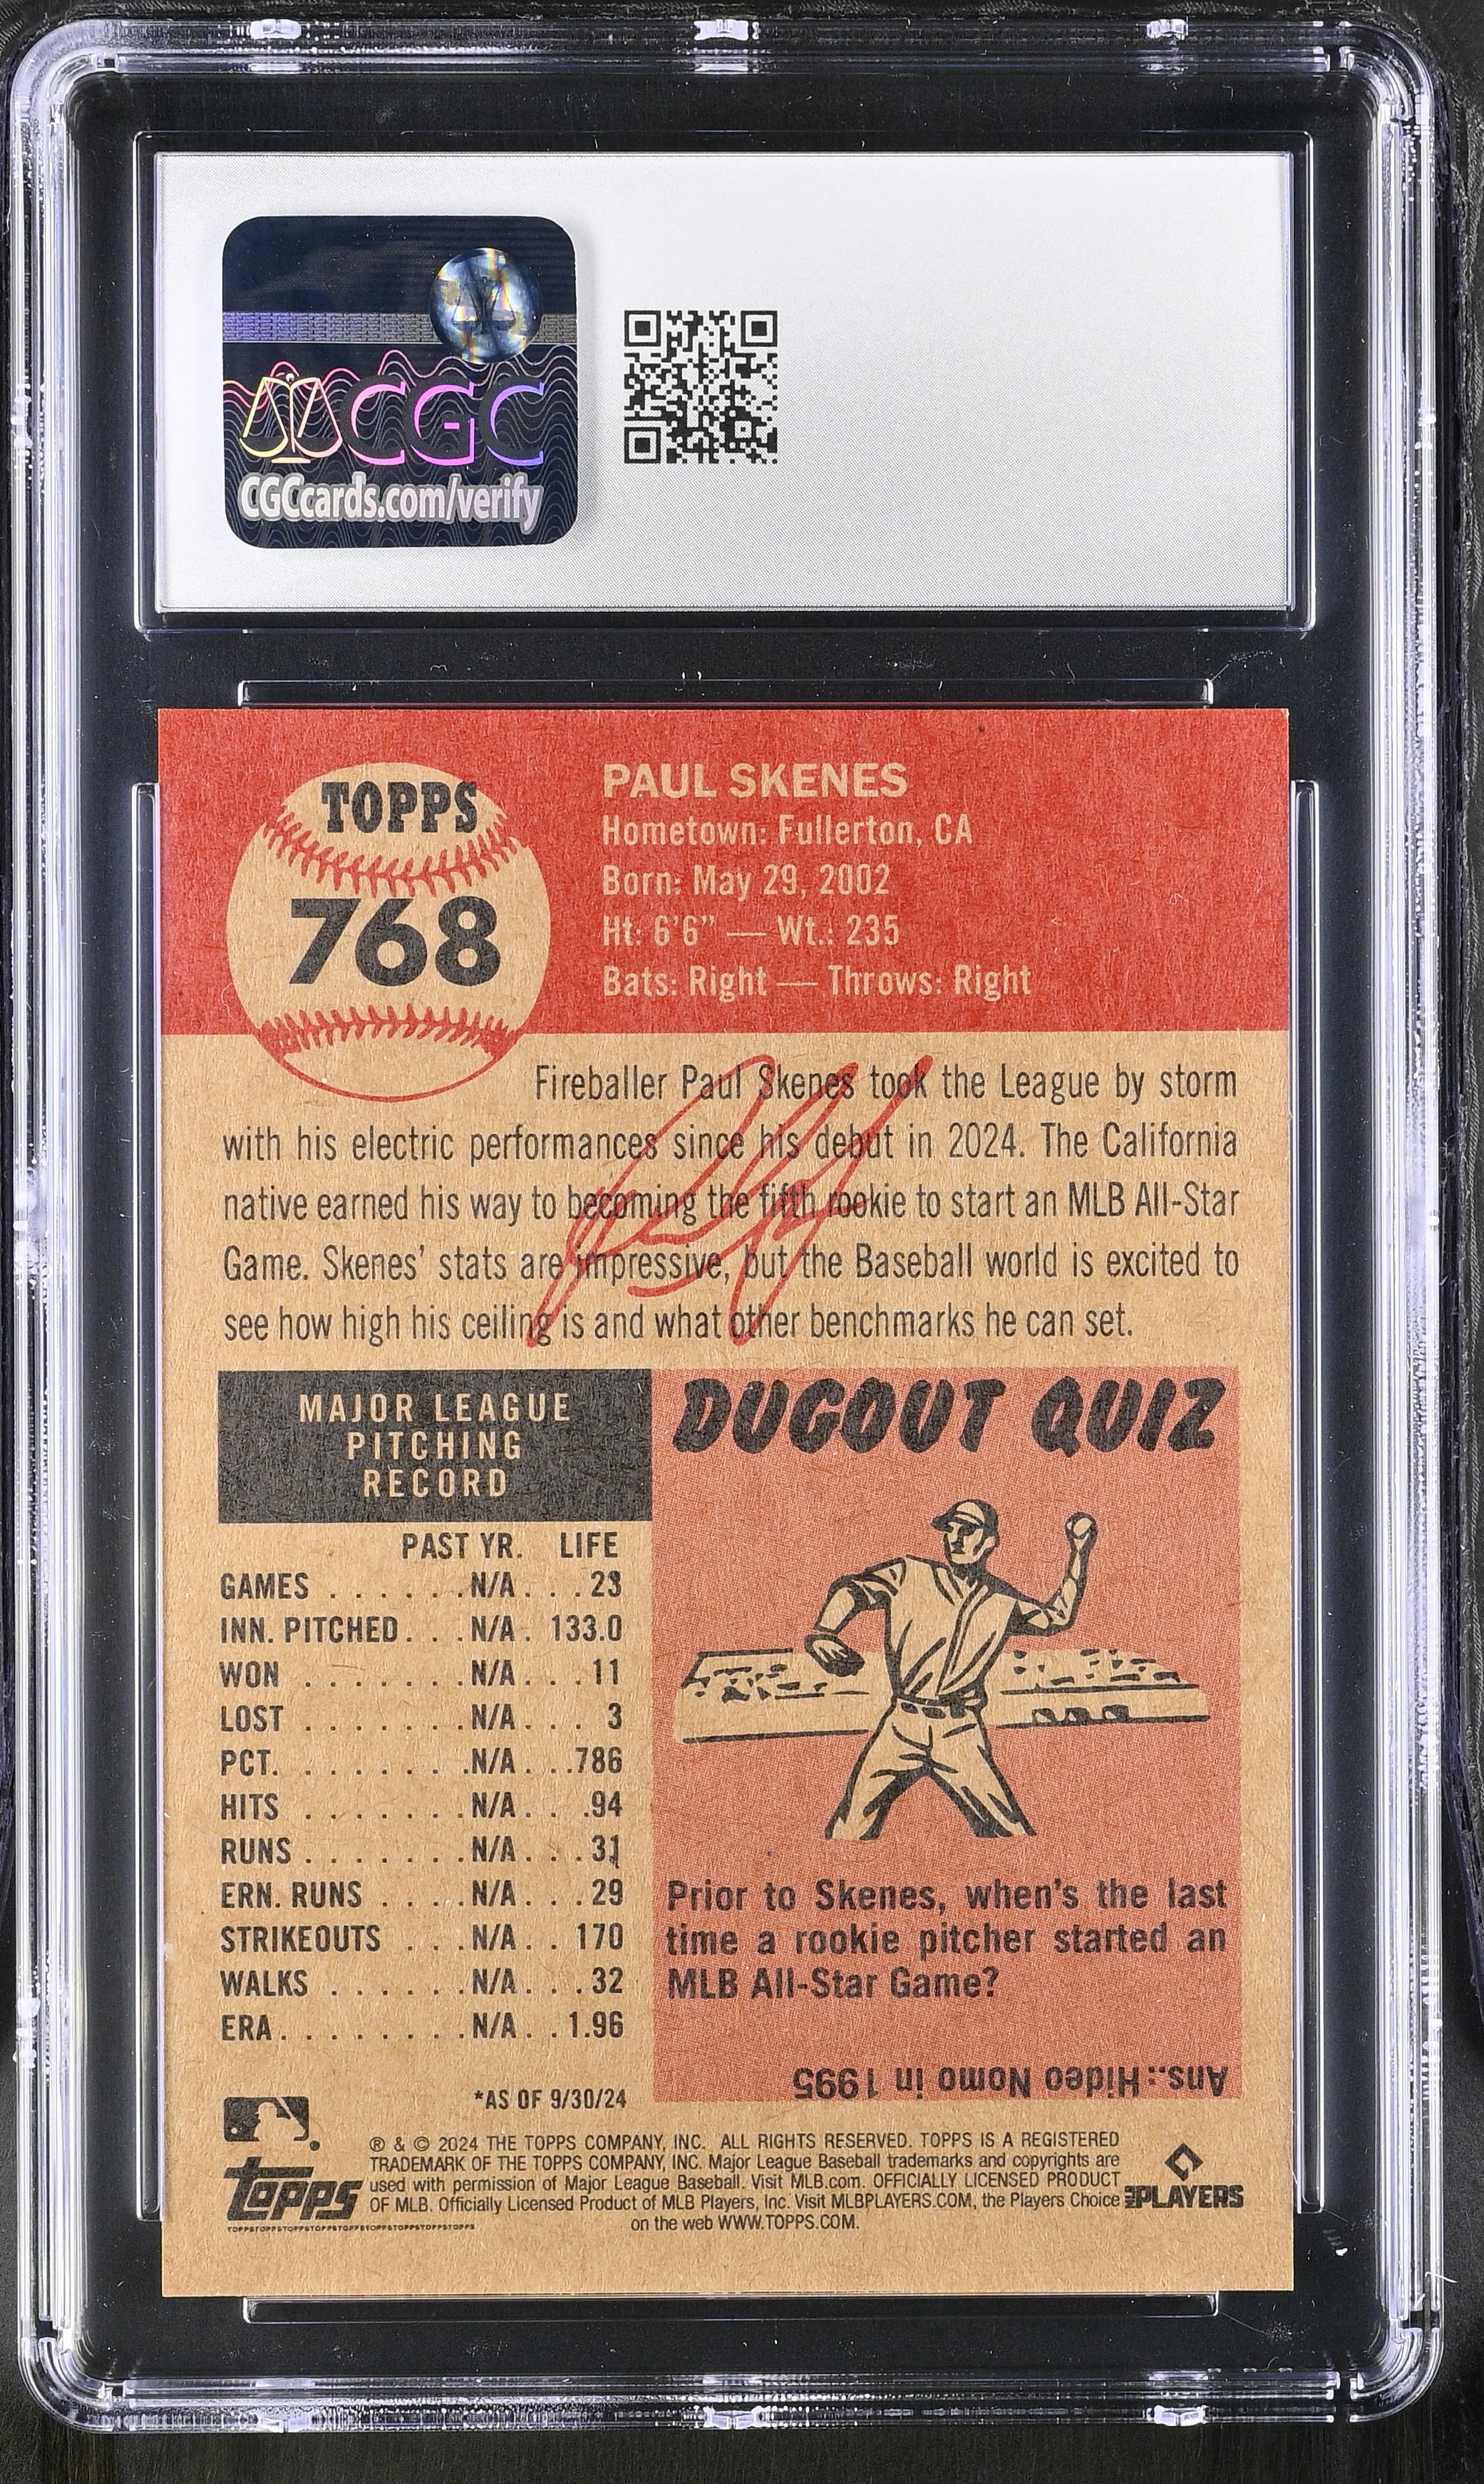 CGC
CGCcards.com/verify
TOPPS
768
PAUL SKENES
Hometown: Fullerton, CA
Born: May 29, 2002
Ht: 6'6” — Wt.: 235
Bats: Right — Throws: Right
Fireballer Paul Skenes took the League by storm
with his electric performances since his debut in 2024. The California
native earned his way to becoming the fifth rookie to start an MLB All-Star
Game. Skenes’ stats are impressive, but the Baseball world is excited to
see how high his ceiling is and what other benchmarks he can set.
MAJOR LEAGUE
PITCHING
RECORD
PAST YR. LIFE
GAMES . . . . . . . N/A . . . 23
INN. PITCHED . . . N/A . 133.0
WON . . . . . . . N/A . . . 11
LOST . . . . . . . N/A . . . 3
PCT. . . . . . . . N/A . . .786
HITS . . . . . . . N/A . . .94
RUNS . . . . . . . N/A . . . 31
ERN. RUNS . . . . N/A . . . 29
STRIKEOUTS . . . N/A . . 170
WALKS . . . . . . N/A . . . 32
ERA . . . . . . . . N/A . . 1.96
*AS OF 9/30/24
DUGOUT QUIZ
Prior to Skenes, when's the last
time a rookie pitcher started an
MLB All-Star Game?
Ans.: Hideo Nomo in 1995
® & © 2024 THE TOPPS COMPANY, INC. ALL RIGHTS RESERVED. TOPPS IS A REGISTERED
TRADEMARK OF THE TOPPS COMPANY, INC. Major League Baseball trademarks and copyrights are
used with permission of Major League Baseball. Visit MLB.com. OFFICIALLY LICENSED PRODUCT
OF MLB. Officially Licensed Product of MLB Players, Inc. Visit MLBPLAYERS.COM, the Players Choice
on the web WWW.TOPPS.COM.
topps
TOPPSTOPPSTOPPSTOPPSTOPPSTOPPSTOPPSTOPPS
PLAYERS